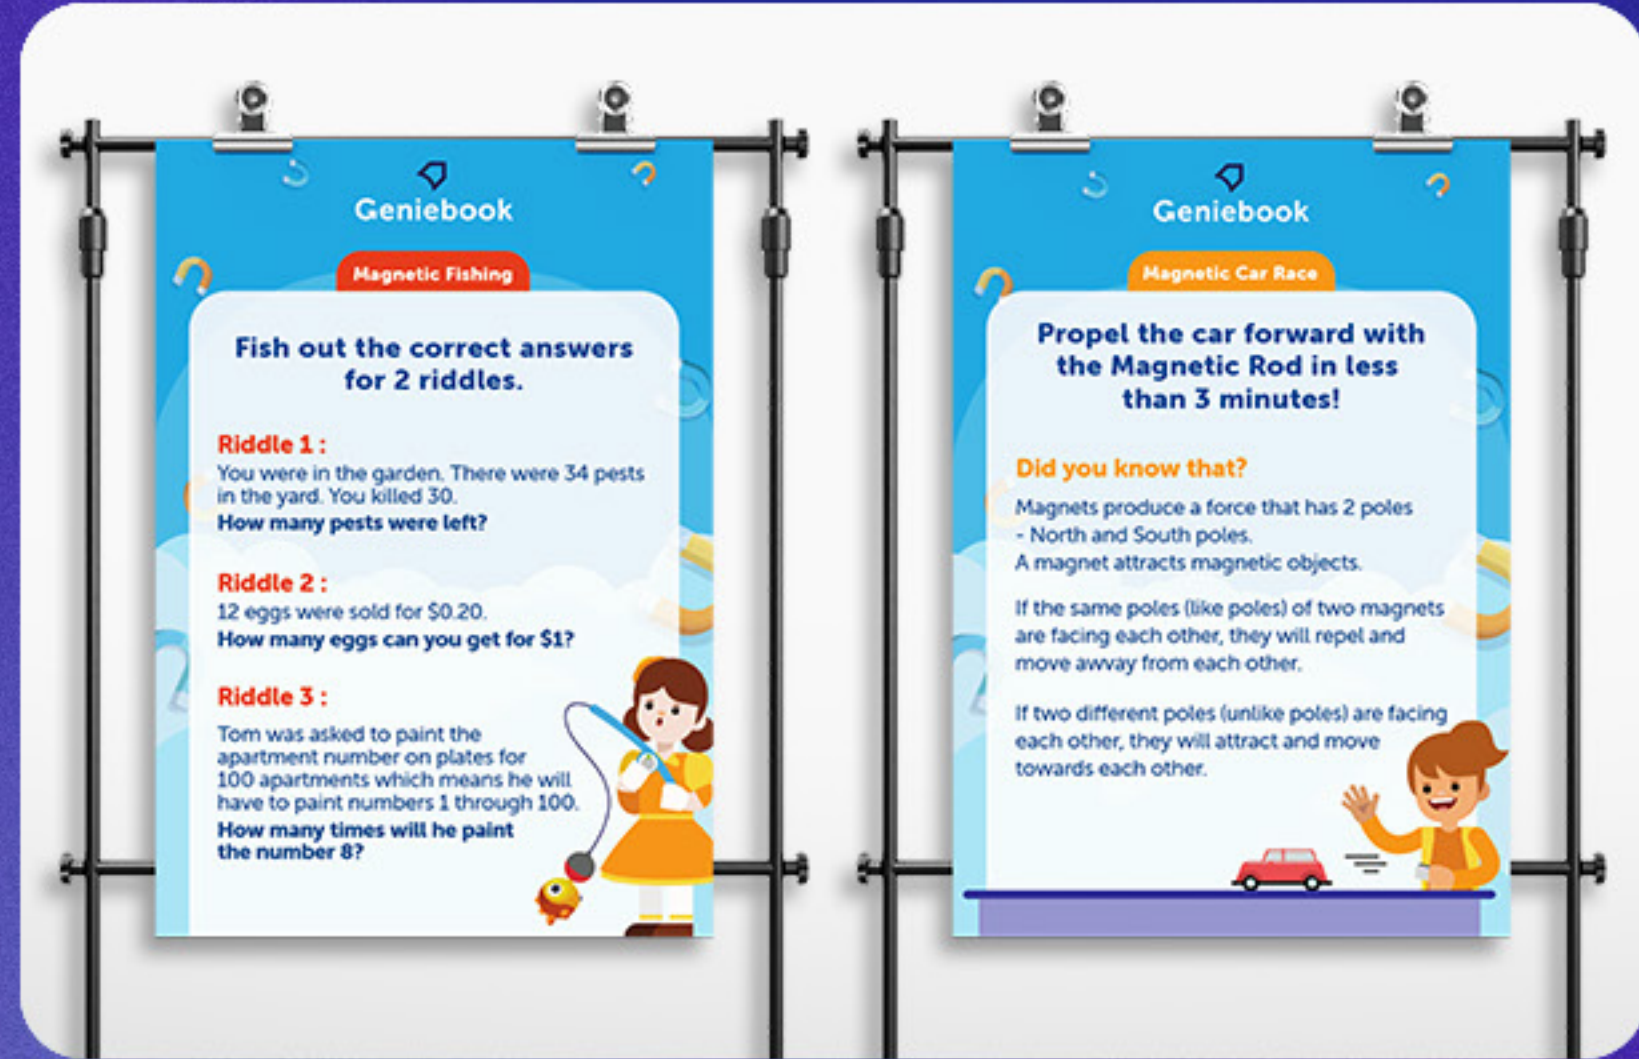 Geniebook
Magnetic Fishing
Fish out the correct answers
for 2 riddles.
Riddle 1 :
You were in the garden. There were 34 pests
in the yard. You killed 30.
How many pests were left?
Riddle 2 :
12 eggs were sold for $0.20.
How many eggs can you get for $1?
Riddle 3 :
Tom was asked to paint the
apartment number on plates for
100 apartments which means he will
have to paint numbers 1 through 100.
How many times will he paint
the number 8?
Geniebook
Magnetic Car Race
Propel the car forward with
the Magnetic Rod in less
than 3 minutes!
Did you know that?
Magnets produce a force that has 2 poles
- North and South poles.
A magnet attracts magnetic objects.
If the same poles (like poles) of two magnets
are facing each other, they will repel and
move awvay from each other.
If two different poles (unlike poles) are facing
each other, they will attract and move
towards each other.